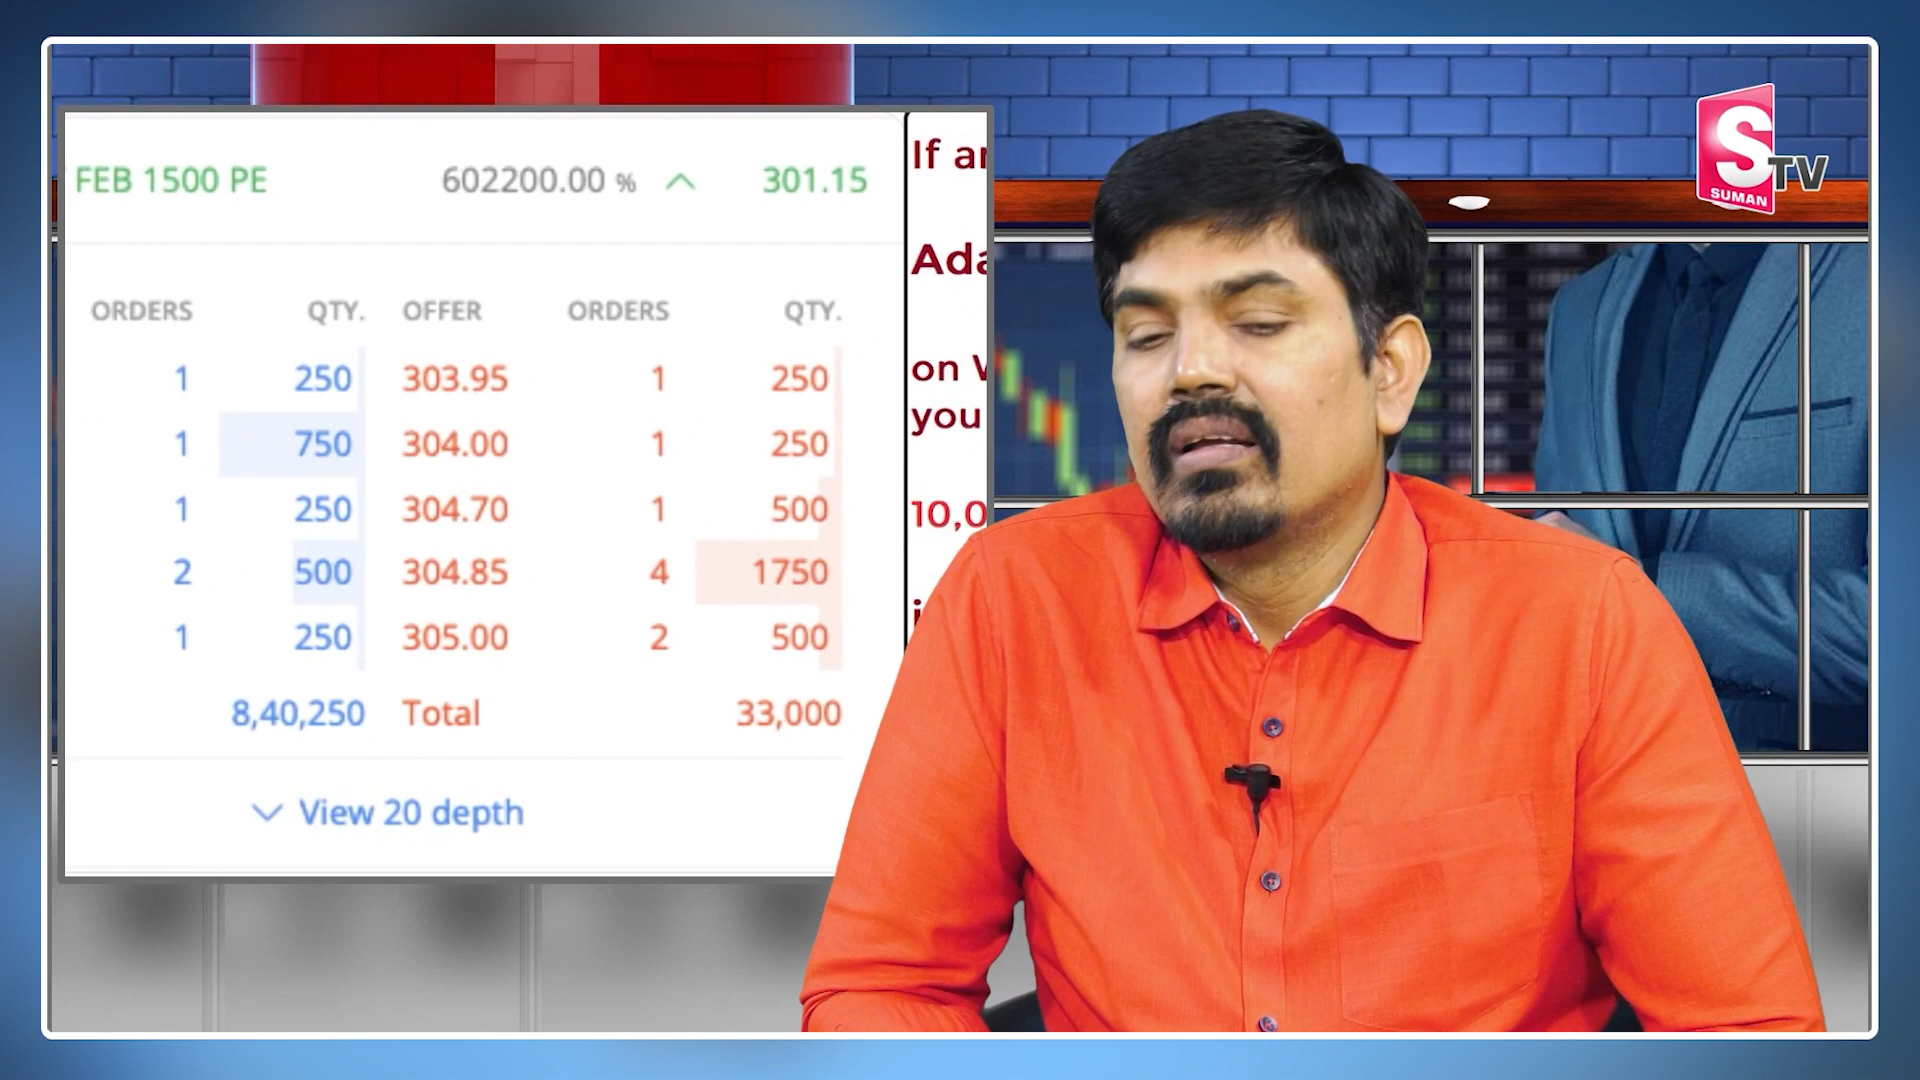 FEB 1500 PE 602200.00 % 301.15
ORDERS QTY. OFFER ORDERS QTY.
1 250 303.95 1 250
1 750 304.00 1 250
1 250 304.70 1 500
2 500 304.85 4 1750
1 250 305.00 2 500
8,40,250 Total 33,000
View 20 depth
If
on
you
10,0
S TV
SUMAN